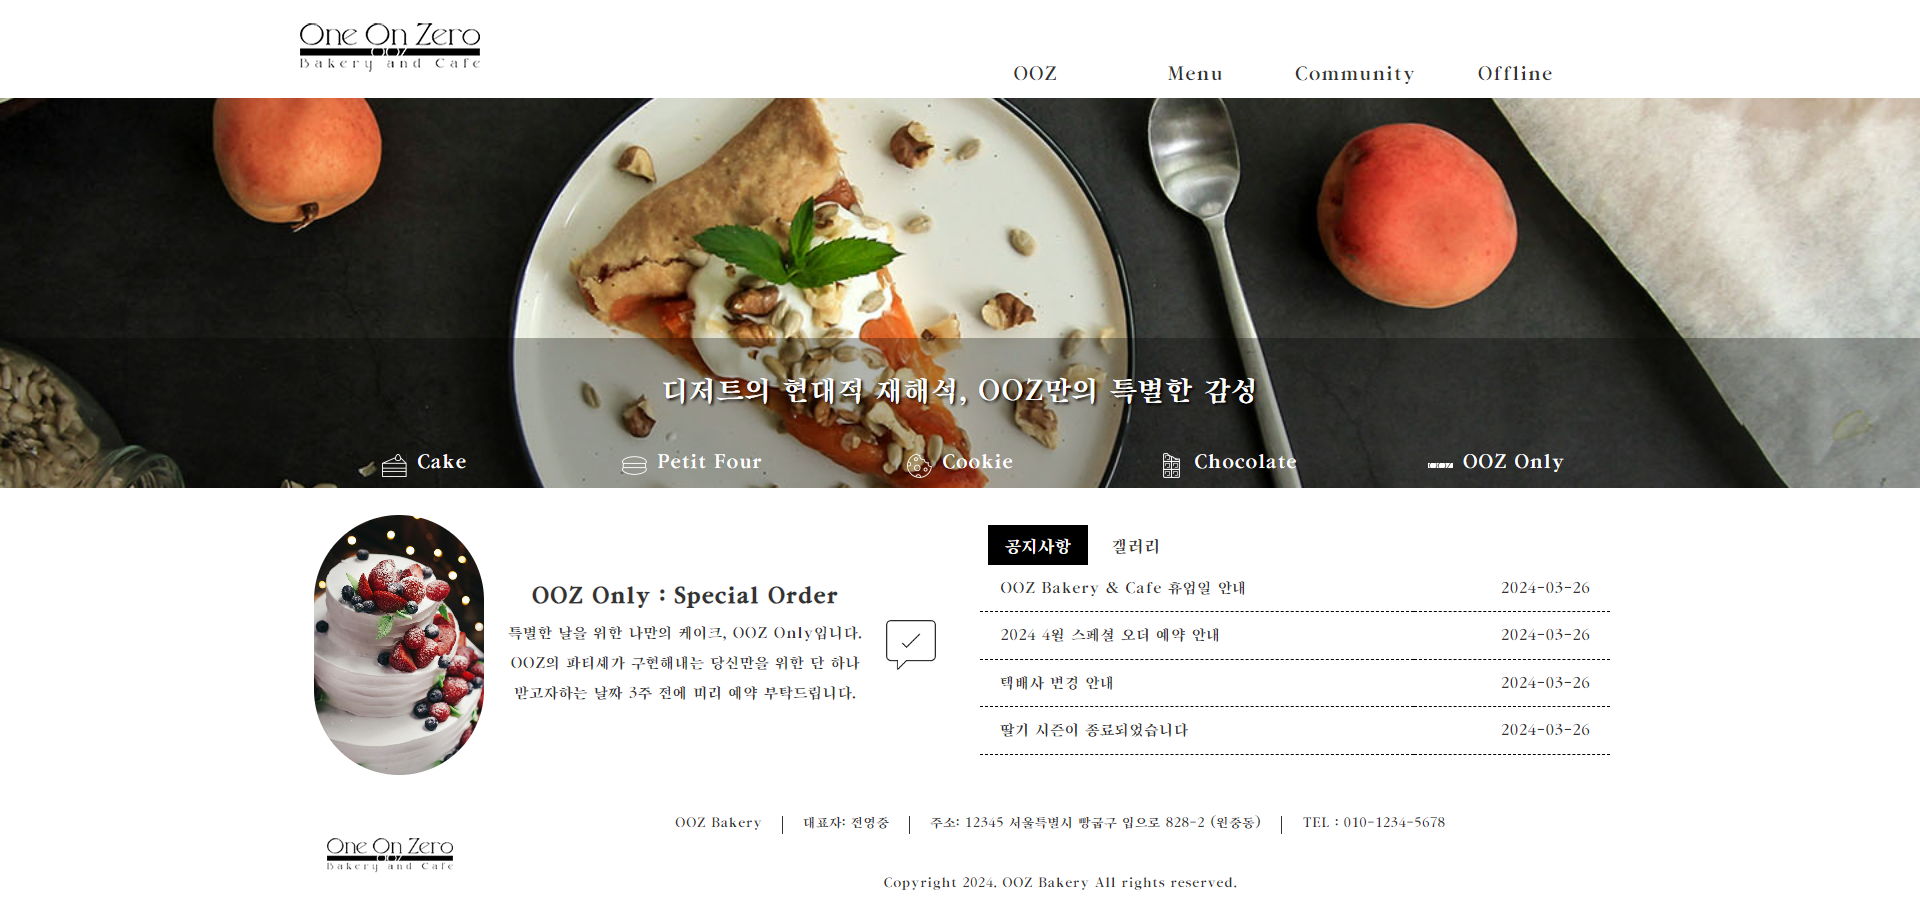 One On Zero
OOZ
Bakery and Cafe
OOZ
Menu
Community
Offline
디저트의 현대적 재해석, OOZ만의 특별한 감성
Cake
Petit Four
Cookie
Chocolate
OOZ
OOZ Only
OOZ Only : Special Order
특별한 날을 위한 나만의 케이크, OOZ Only입니다.
OOZ의 파티셰가 구현해내는 당신만을 위한 단 하나
받고자하는 날짜 3주 전에 미리 예약 부탁드립니다.
공지사항
갤러리
OOZ Bakery & Cafe 휴업일 안내 2024-03-26
2024 4월 스페셜 오더 예약 안내 2024-03-26
택배사 변경 안내 2024-03-26
딸기 시즌이 종료되었습니다 2024-03-26
One On Zero
OOZ
Bakery and Cafe
OOZ Bakery
대표자: 전영중
주소: 12345 서울특별시 빵굽구 입으로 828-2 (원중동)
TEL : 010-1234-5678
Copyright 2024. OOZ Bakery All rights reserved.